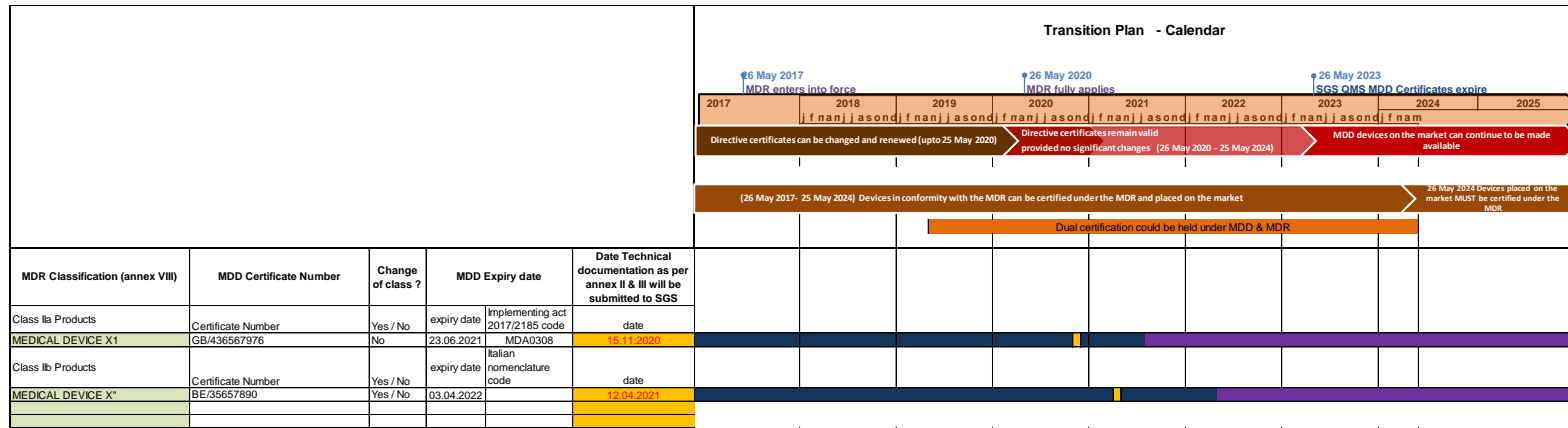 Transition Plan - Calendar
26 May 2017
MDR enters into force
26 May 2020
MDR fully applies
26 May 2023
SGS QMS MDD Certificates expire
2017 2018 2019 2020 2021 2022 2023 2024 2025
j f m a m j j a s o n d j f m a m j j a s o n d j f m a m j j a s o n d j f m a m j j a s o n d j f m a m j j a s o n d j f m a m j j a s o n d j f m a m
Directive certificates can be changed and renewed (upto 25 May 2020)
Directive certificates remain valid
provided no significant changes (26 May 2020 - 25 May 2024)
MDD devices on the market can continue to be made
available
(26 May 2017- 25 May 2024) Devices in conformity with the MDR can be certified under the MDR and placed on the market
26 May 2024 Devices placed on the
market MUST be certified under the
MDR
Dual certification could be held under MDD & MDR
MDR Classification (annex VIII)
MDD Certificate Number
Change
of class ?
MDD Expiry date
Date Technical
documentation as per
annex II & III will be
submitted to SGS
Class IIa Products
Certificate Number
Yes / No
expiry date
Implementing act
2017/2185 code
date
MEDICAL DEVICE X1
GB/436567976
No
23.06.2021
MDA0308
15.11:2020
Class IIb Products
Certificate Number
Yes / No
expiry date
Italian
nomenclature
code
date
MEDICAL DEVICE X"
BE/35657890
Yes / No
03.04.2022
12.04.2021